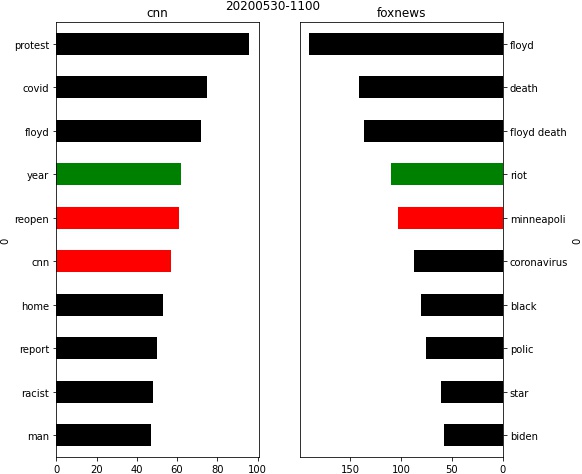 20200530-1100
cnn
foxnews
protest
covid
floyd
year
reopen
cnn
home
report
racist
man
0
0 20 40 60 80 100
floyd
death
floyd death
riot
minneapoli
coronavirus
black
polic
star
biden
0
150 100 50 0